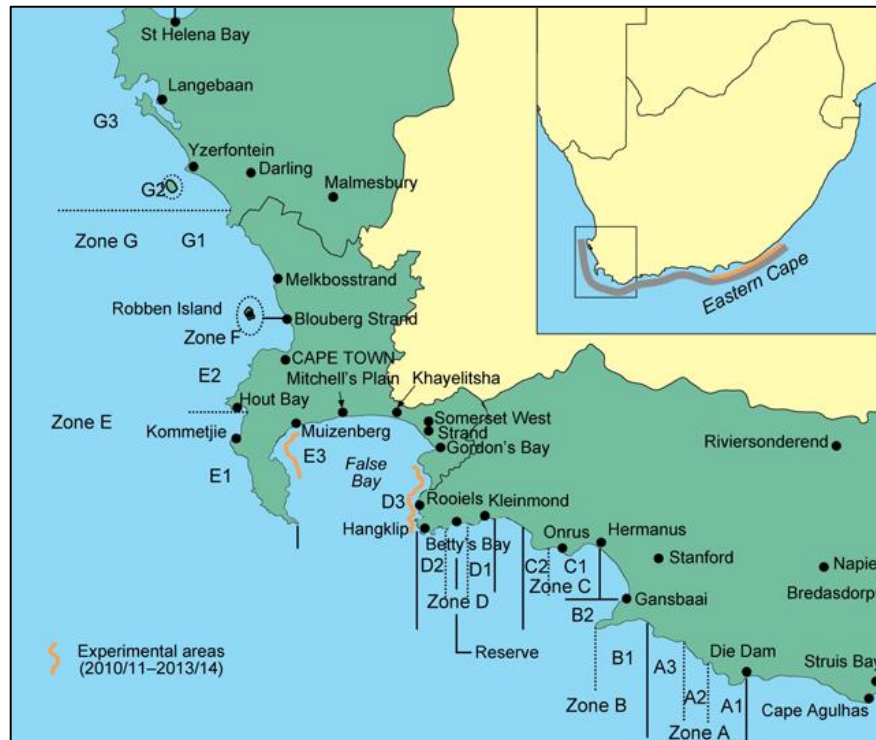 St Helena Bay
Langebaan
G3
Yzerfontein
Darling
G2
Malmesbury
Zone G
G1
Eastern Cape
Melkbosstrand
Robben Island
Blouberg Strand
Zone F
CAPE TOWN
E2
Mitchell's Plain
Khayelitsha
Hout Bay
Zone E
Somerset West
Kommetjie
Muizenberg
Strand
Riviersonderend
Gordon's Bay
E3
False
Bay
E1
D3
Rooiels
Kleinmond
Hangklip
Betty's Bay
Onrus
Hermanus
D2
D1
C2
C1
Stanford
Napie
Zone D
Zone C
Bredasdorp
B2
Gansbaai
Reserve
Experimental areas
(2010/11–2013/14)
B1
A3
Die Dam
Struis Bay
A2
A1
Zone B
Cape Agulhas
Zone A